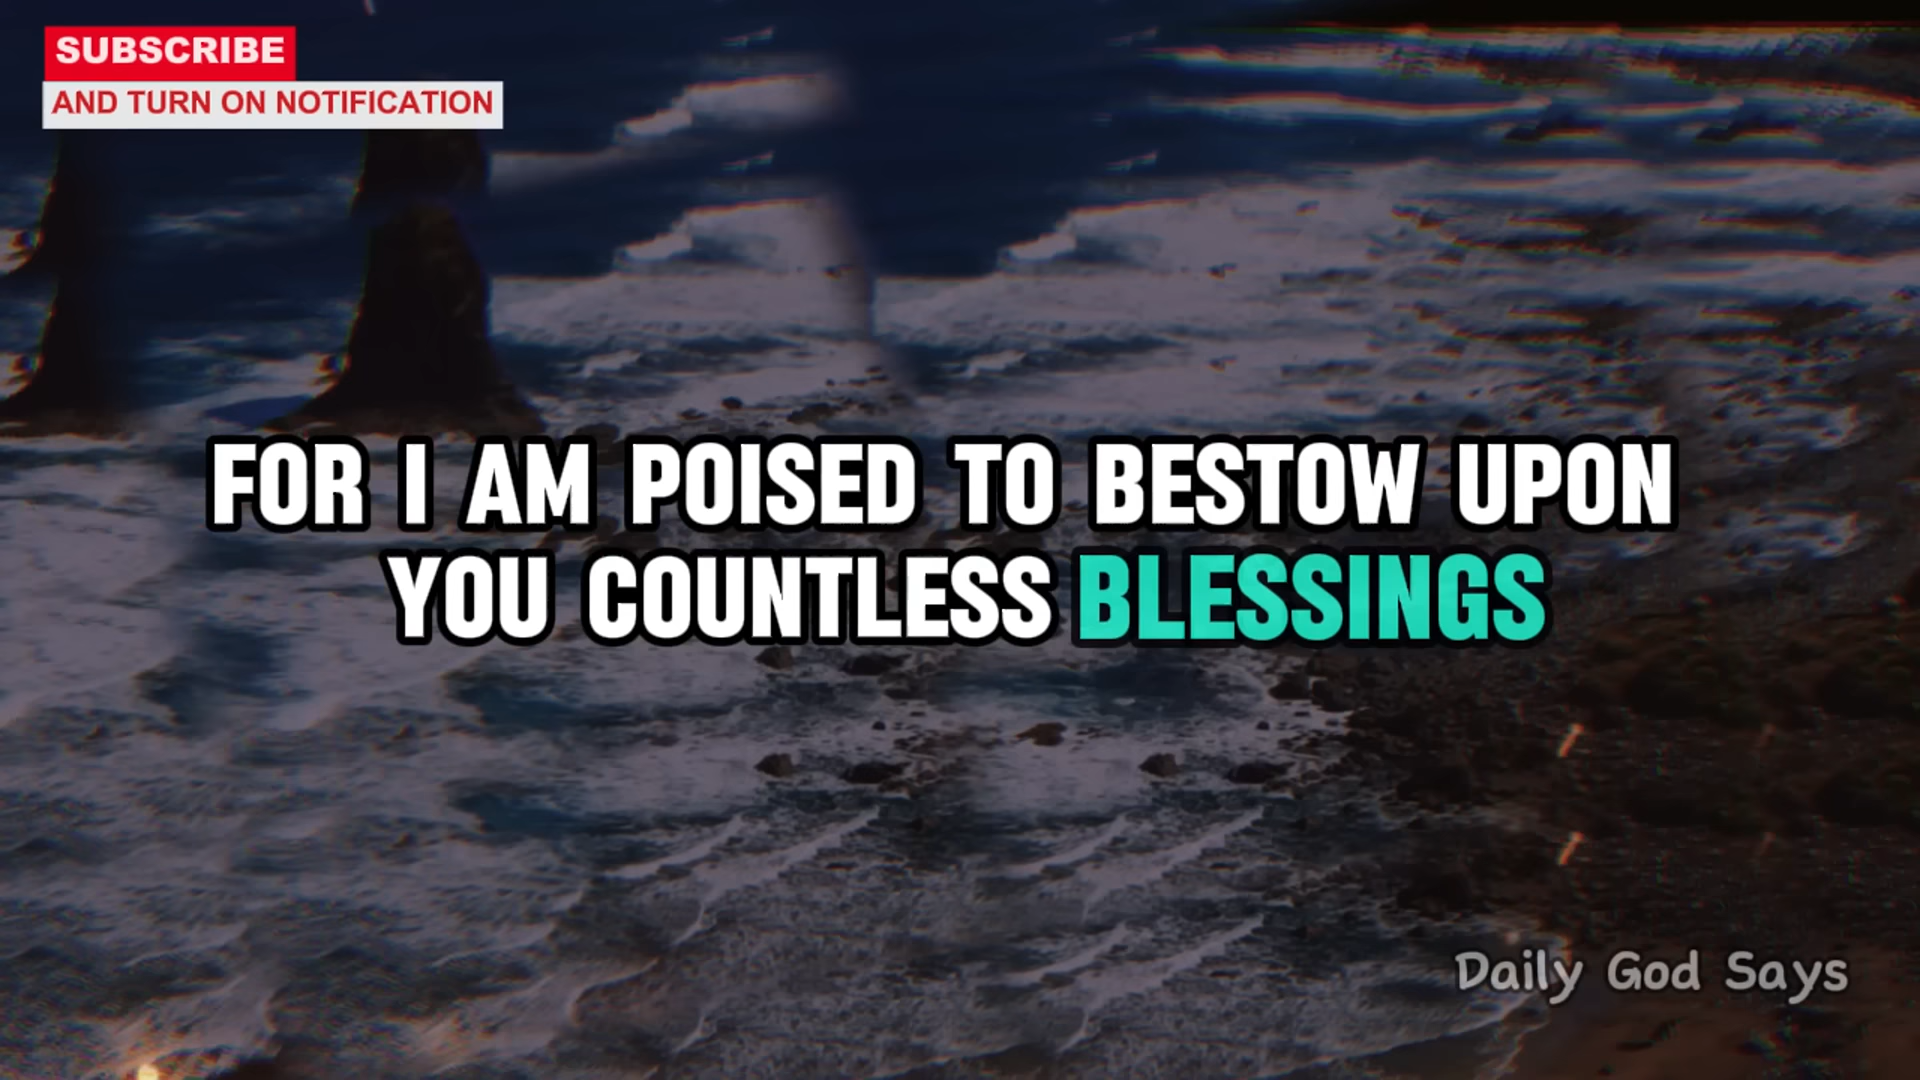 SUBSCRIBE
AND TURN ON NOTIFICATION
FOR I AM POISED TO BESTOW UPON
YOU COUNTLESS BLESSINGS
Daily God Says